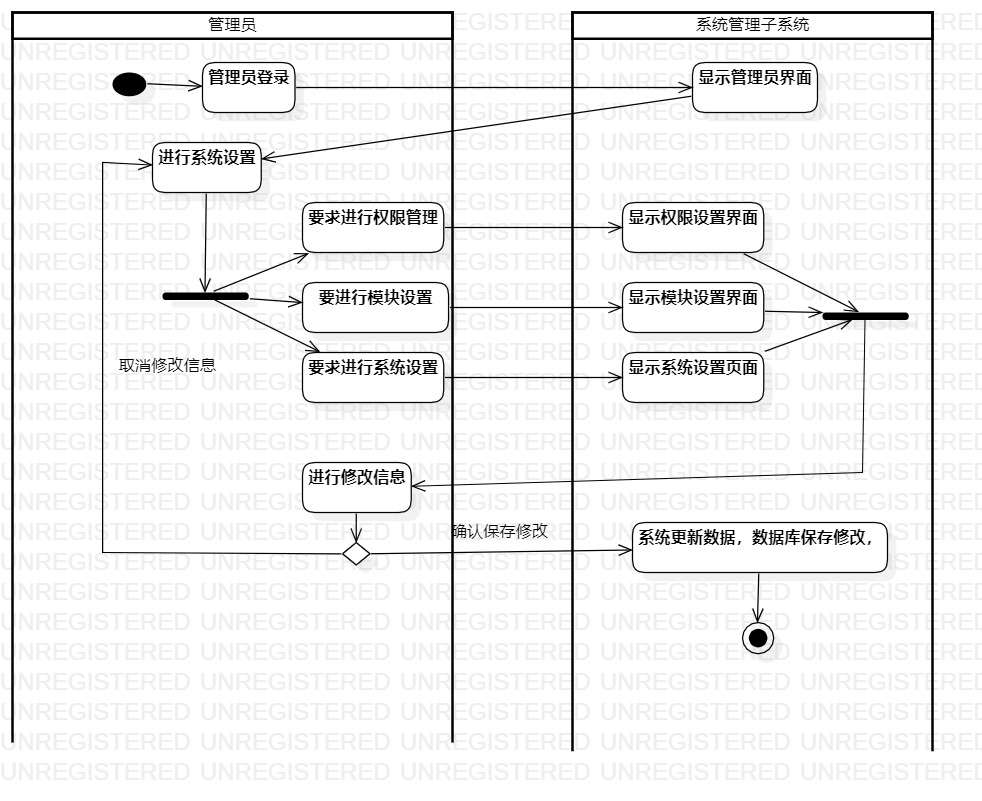 管理员
系统管理子系统
管理员登录
显示管理员界面
进行系统设置
要求进行权限管理
显示权限设置界面
要进行模块设置
显示模块设置界面
取消修改信息
要求进行系统设置
显示系统设置页面
进行修改信息
确认保存修改
系统更新数据，数据库保存修改，
UNREGISTERED